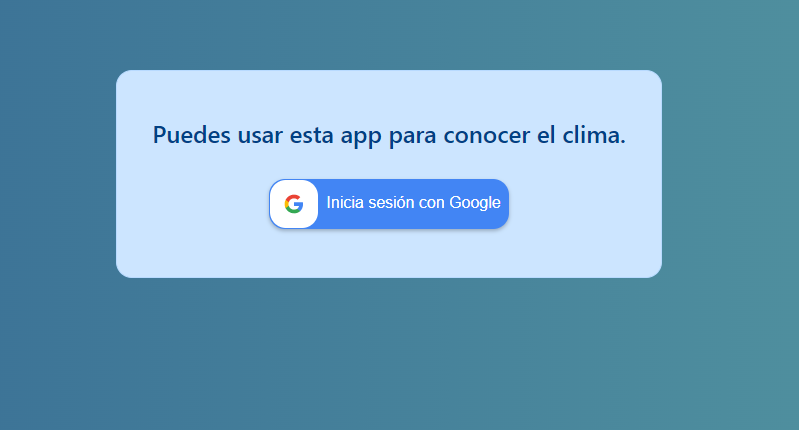 Puedes usar esta app para conocer el clima.
Inicia sesión con Google